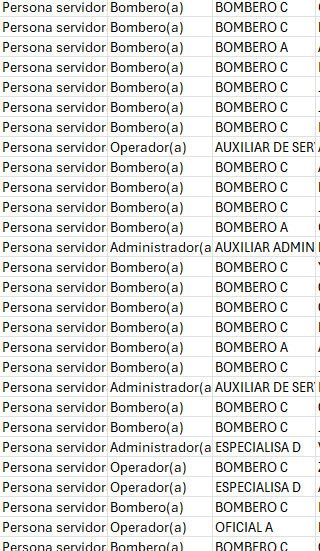 Persona servidor Bombero(a) BOMBERO C
Persona servidor Bombero(a) BOMBERO C
Persona servidor Bombero(a) BOMBERO A
Persona servidor Bombero(a) BOMBERO C
Persona servidor Bombero(a) BOMBERO C
Persona servidor Bombero(a) BOMBERO C
Persona servidor Bombero(a) BOMBERO C
Persona servidor Operador(a) AUXILIAR DE SER
Persona servidor Bombero(a) BOMBERO C
Persona servidor Bombero(a) BOMBERO C
Persona servidor Bombero(a) BOMBERO C
Persona servidor Bombero(a) BOMBERO A
Persona servidor Administrador(a AUXILIAR ADMIN
Persona servidor Bombero(a) BOMBERO C
Persona servidor Bombero(a) BOMBERO C
Persona servidor Bombero(a) BOMBERO C
Persona servidor Bombero(a) BOMBERO C
Persona servidor Bombero(a) BOMBERO A
Persona servidor Bombero(a) BOMBERO C
Persona servidor Administrador(a AUXILIAR DE SER
Persona servidor Bombero(a) BOMBERO C
Persona servidor Bombero(a) BOMBERO C
Persona servidor Administrador(a ESPECIALISA D
Persona servidor Operador(a) BOMBERO C
Persona servidor Operador(a) ESPECIALISA D
Persona servidor Bombero(a) BOMBERO C
Persona servidor Operador(a) OFICIAL A
Persona servidor Bombero(a) BOMBERO C